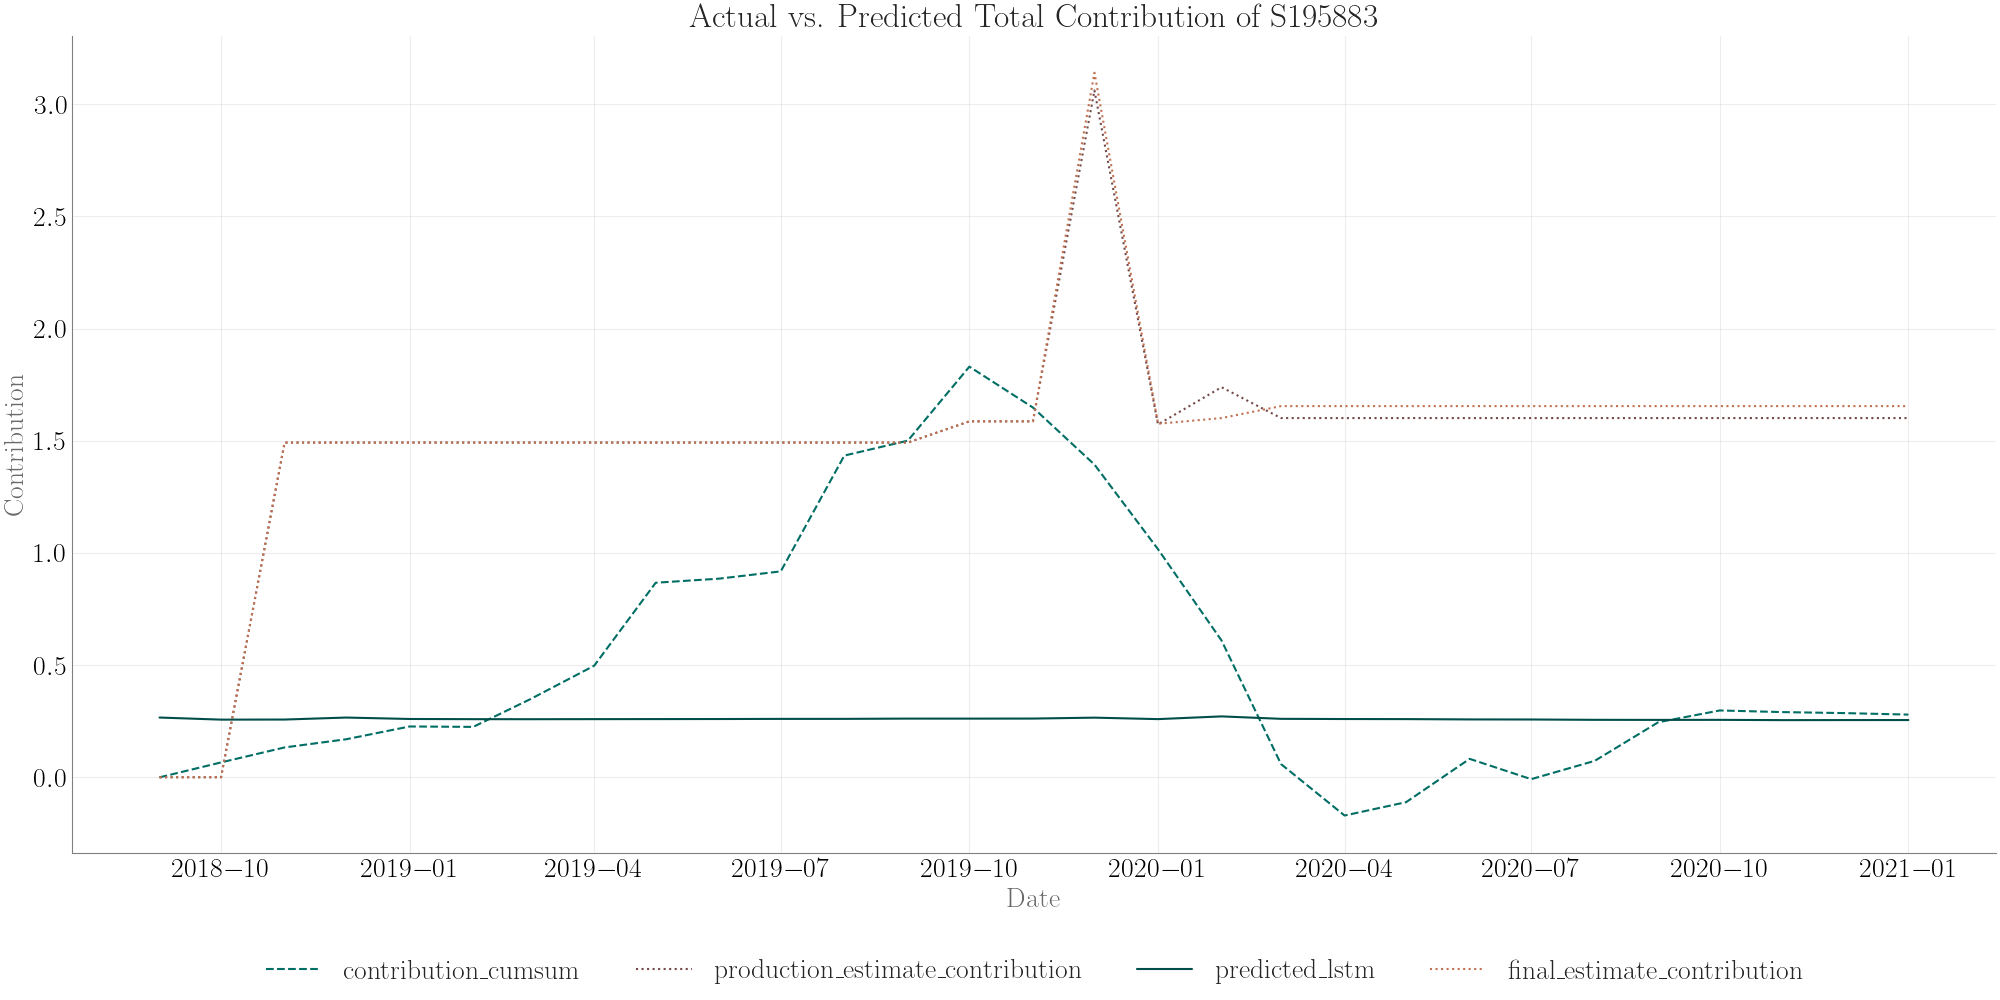 Actual vs. Predicted Total Contribution of S195883
3.0
2.5
2.0
1.5
1.0
0.5
0.0
Contribution
2018−10 2019−01 2019−04 2019−07 2019−10 2020−01 2020−04 2020−07 2020−10 2021−01
Date
contribution_cumsum production_estimate_contribution predicted_lstm final_estimate_contribution